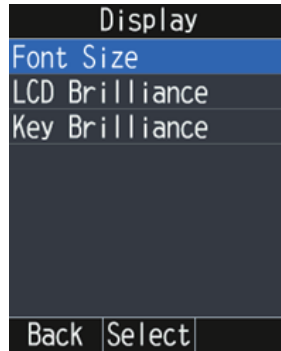 Display
Font Size
LCD Brilliance
Key Brilliance
Back Select